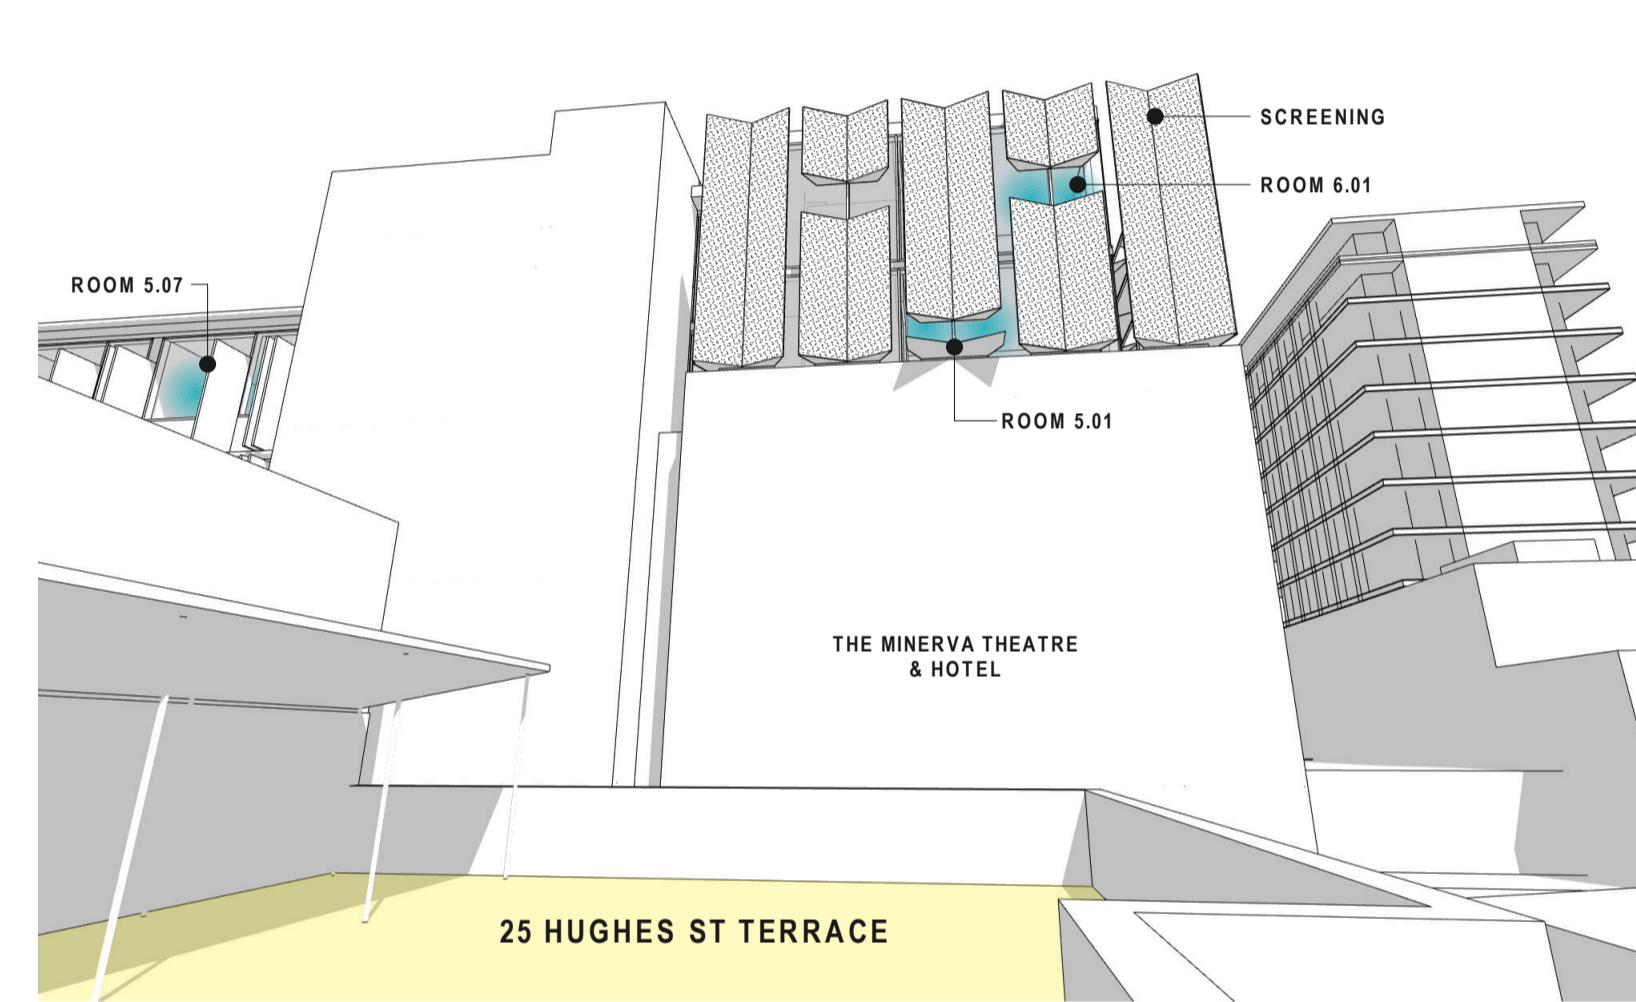 SCREENING
ROOM 6.01
ROOM 5.07
ROOM 5.01
THE MINERVA THEATRE
& HOTEL
25 HUGHES ST TERRACE